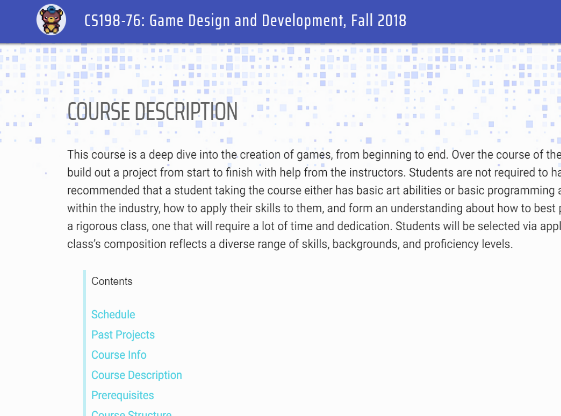 CS198-76: Game Design and Development, Fall 2018
COURSE DESCRIPTION
This course is a deep dive into the creation of games, from beginning to end. Over the course of the
build out a project from start to finish with help from the instructors. Students are not required to ha
recommended that a student taking the course either has basic art abilities or basic programming a
within the industry, how to apply their skills to them, and form an understanding about how to best p
a rigorous class, one that will require a lot of time and dedication. Students will be selected via appl
class's composition reflects a diverse range of skills, backgrounds, and proficiency levels.
Contents
Schedule
Past Projects
Course Info
Course Description
Prerequisites
Course Structure